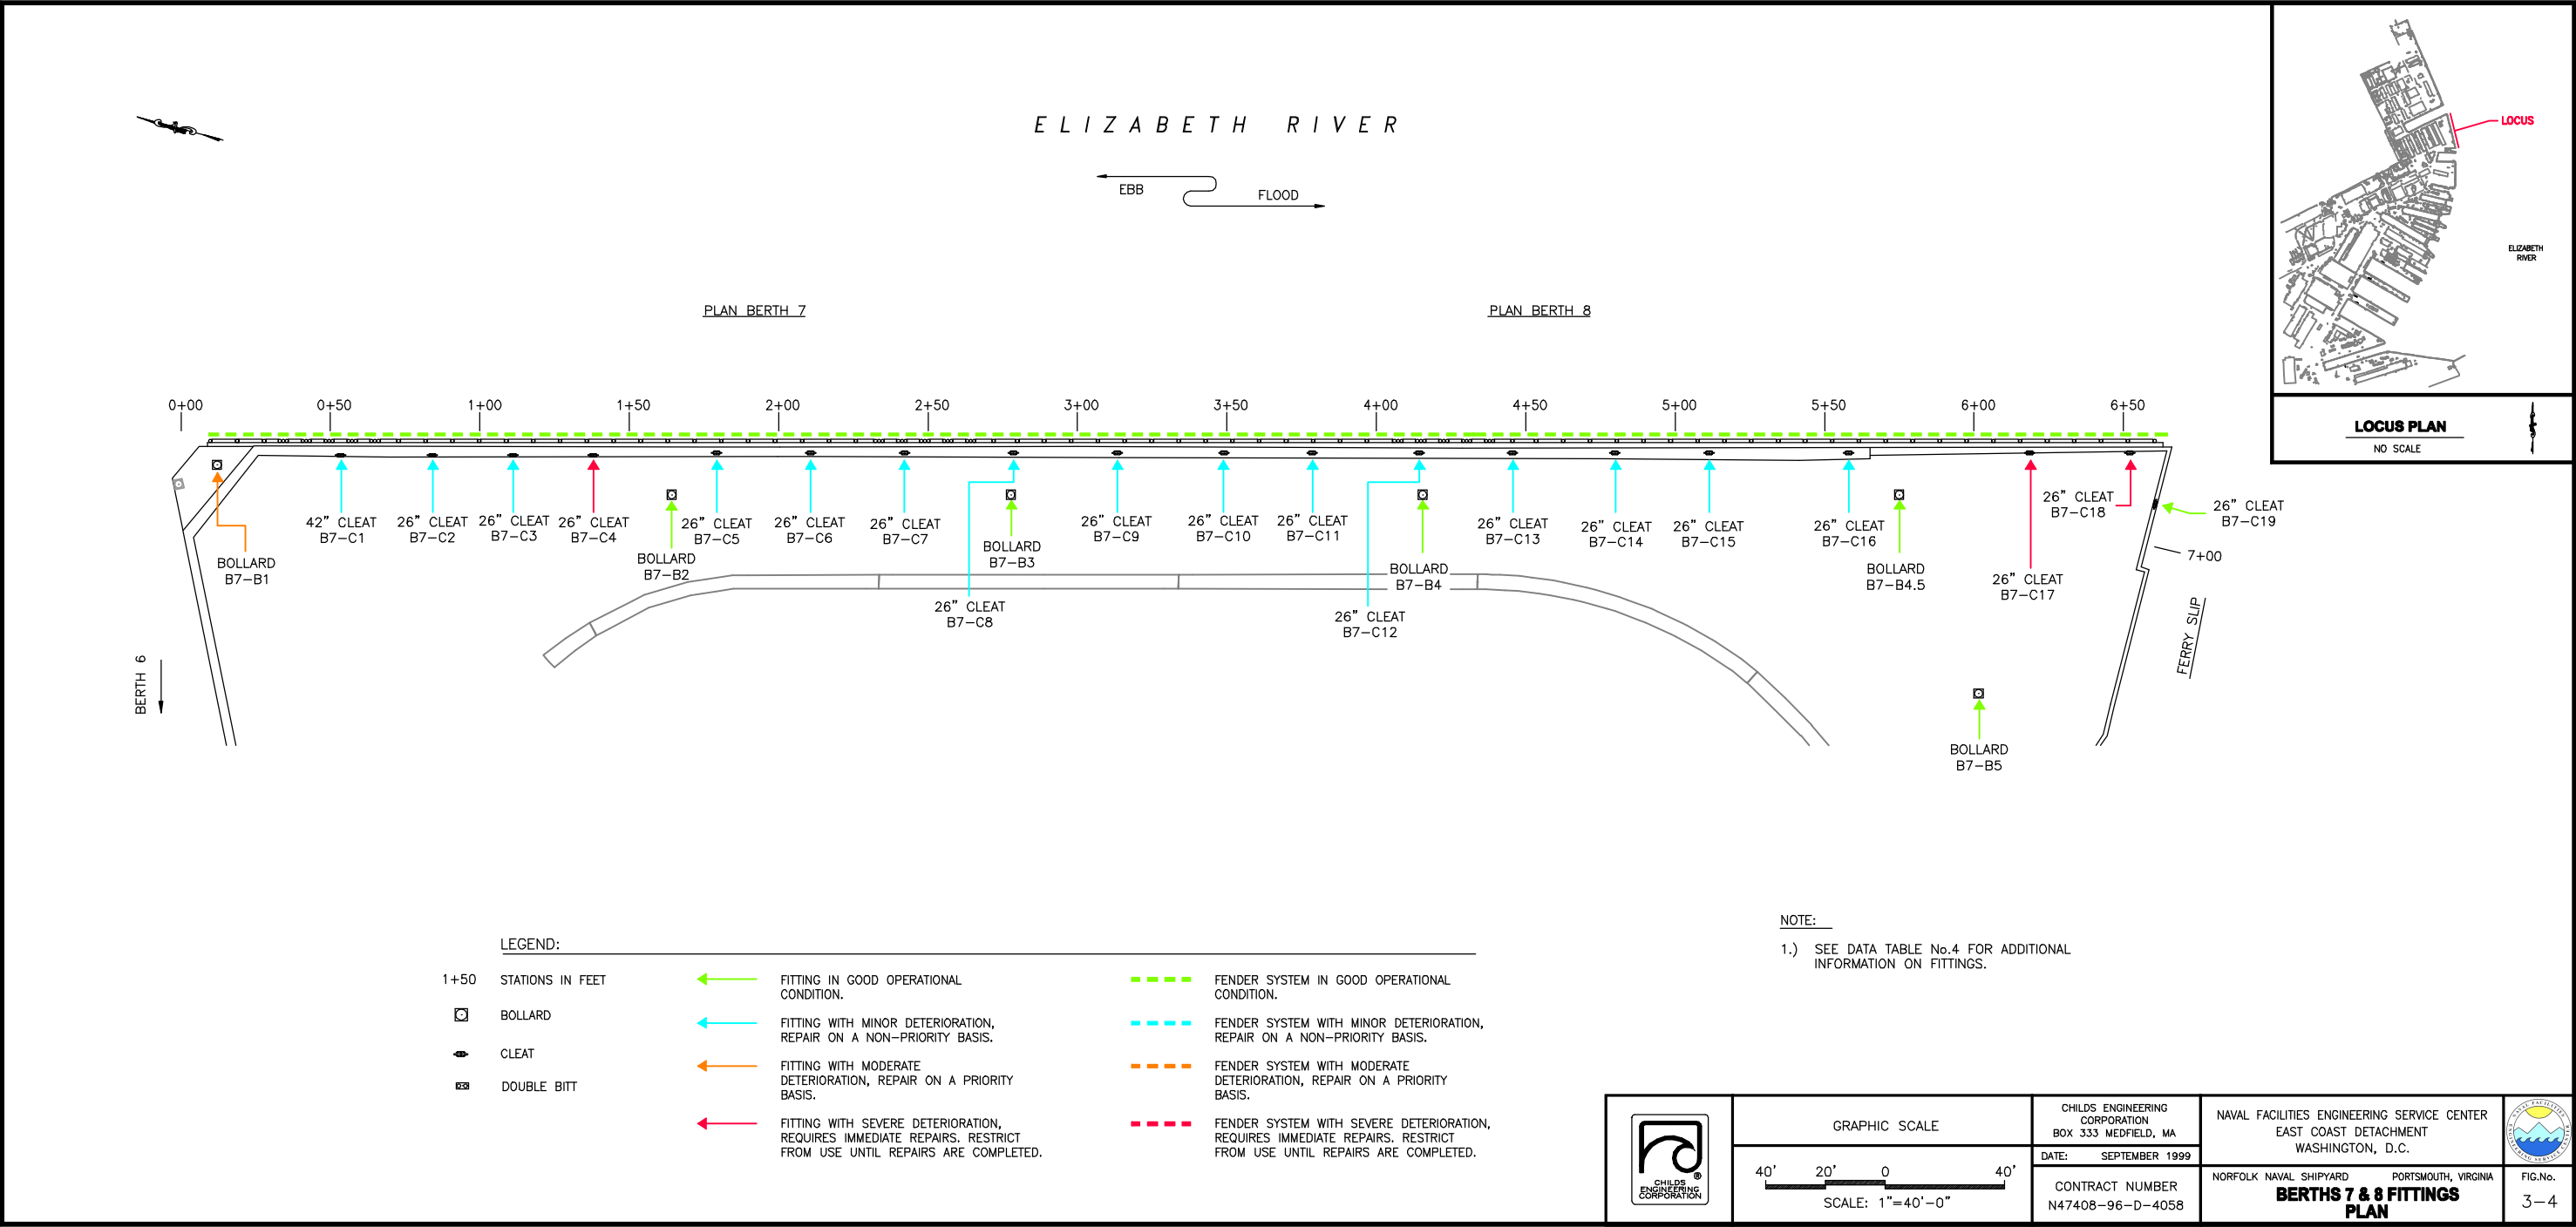 ELIZABETH RIVER
EBB
FLOOD
PLAN BERTH 7
PLAN BERTH 8
0+00
0+50
1+00
1+50
2+00
2+50
3+00
3+50
4+00
4+50
5+00
5+50
6+00
6+50
BOLLARD
B7-B1
42" CLEAT
B7-C1
26" CLEAT
B7-C2
26" CLEAT
B7-C3
26" CLEAT
B7-C4
BOLLARD
B7-B2
26" CLEAT
B7-C5
26" CLEAT
B7-C6
26" CLEAT
B7-C7
26" CLEAT
B7-C8
BOLLARD
B7-B3
26" CLEAT
B7-C9
26" CLEAT
B7-C10
26" CLEAT
B7-C11
26" CLEAT
B7-C12
BOLLARD
B7-B4
26" CLEAT
B7-C13
26" CLEAT
B7-C14
26" CLEAT
B7-C15
26" CLEAT
B7-C16
BOLLARD
B7-B4.5
26" CLEAT
B7-C17
26" CLEAT
B7-C18
26" CLEAT
B7-C19
7+00
FERRY SLIP
BERTH 6
BOLLARD
B7-B5
LOCUS
ELIZABETH
RIVER
LOCUS PLAN
NO SCALE
LEGEND:
1+50 STATIONS IN FEET
BOLLARD
CLEAT
DOUBLE BITT
FITTING IN GOOD OPERATIONAL
CONDITION.
FITTING WITH MINOR DETERIORATION,
REPAIR ON A NON-PRIORITY BASIS.
FITTING WITH MODERATE
DETERIORATION, REPAIR ON A PRIORITY
BASIS.
FITTING WITH SEVERE DETERIORATION,
REQUIRES IMMEDIATE REPAIRS. RESTRICT
FROM USE UNTIL REPAIRS ARE COMPLETED.
FENDER SYSTEM IN GOOD OPERATIONAL
CONDITION.
FENDER SYSTEM WITH MINOR DETERIORATION,
REPAIR ON A NON-PRIORITY BASIS.
FENDER SYSTEM WITH MODERATE
DETERIORATION, REPAIR ON A PRIORITY
BASIS.
FENDER SYSTEM WITH SEVERE DETERIORATION,
REQUIRES IMMEDIATE REPAIRS. RESTRICT
FROM USE UNTIL REPAIRS ARE COMPLETED.
NOTE:
1.) SEE DATA TABLE No.4 FOR ADDITIONAL
INFORMATION ON FITTINGS.
®
CHILDS
ENGINEERING
CORPORATION
GRAPHIC SCALE
40' 20' 0 40'
SCALE: 1"=40'-0"
CHILDS ENGINEERING
CORPORATION
BOX 333 MEDFIELD, MA
DATE: SEPTEMBER 1999
CONTRACT NUMBER
N47408-96-D-4058
NAVAL FACILITIES ENGINEERING SERVICE CENTER
EAST COAST DETACHMENT
WASHINGTON, D.C.
NORFOLK NAVAL SHIPYARD PORTSMOUTH, VIRGINIA
BERTHS 7 & 8 FITTINGS
PLAN
NAVAL FACILITIES
ENGINEERING SERVICE CENTER
FIG.No.
3-4